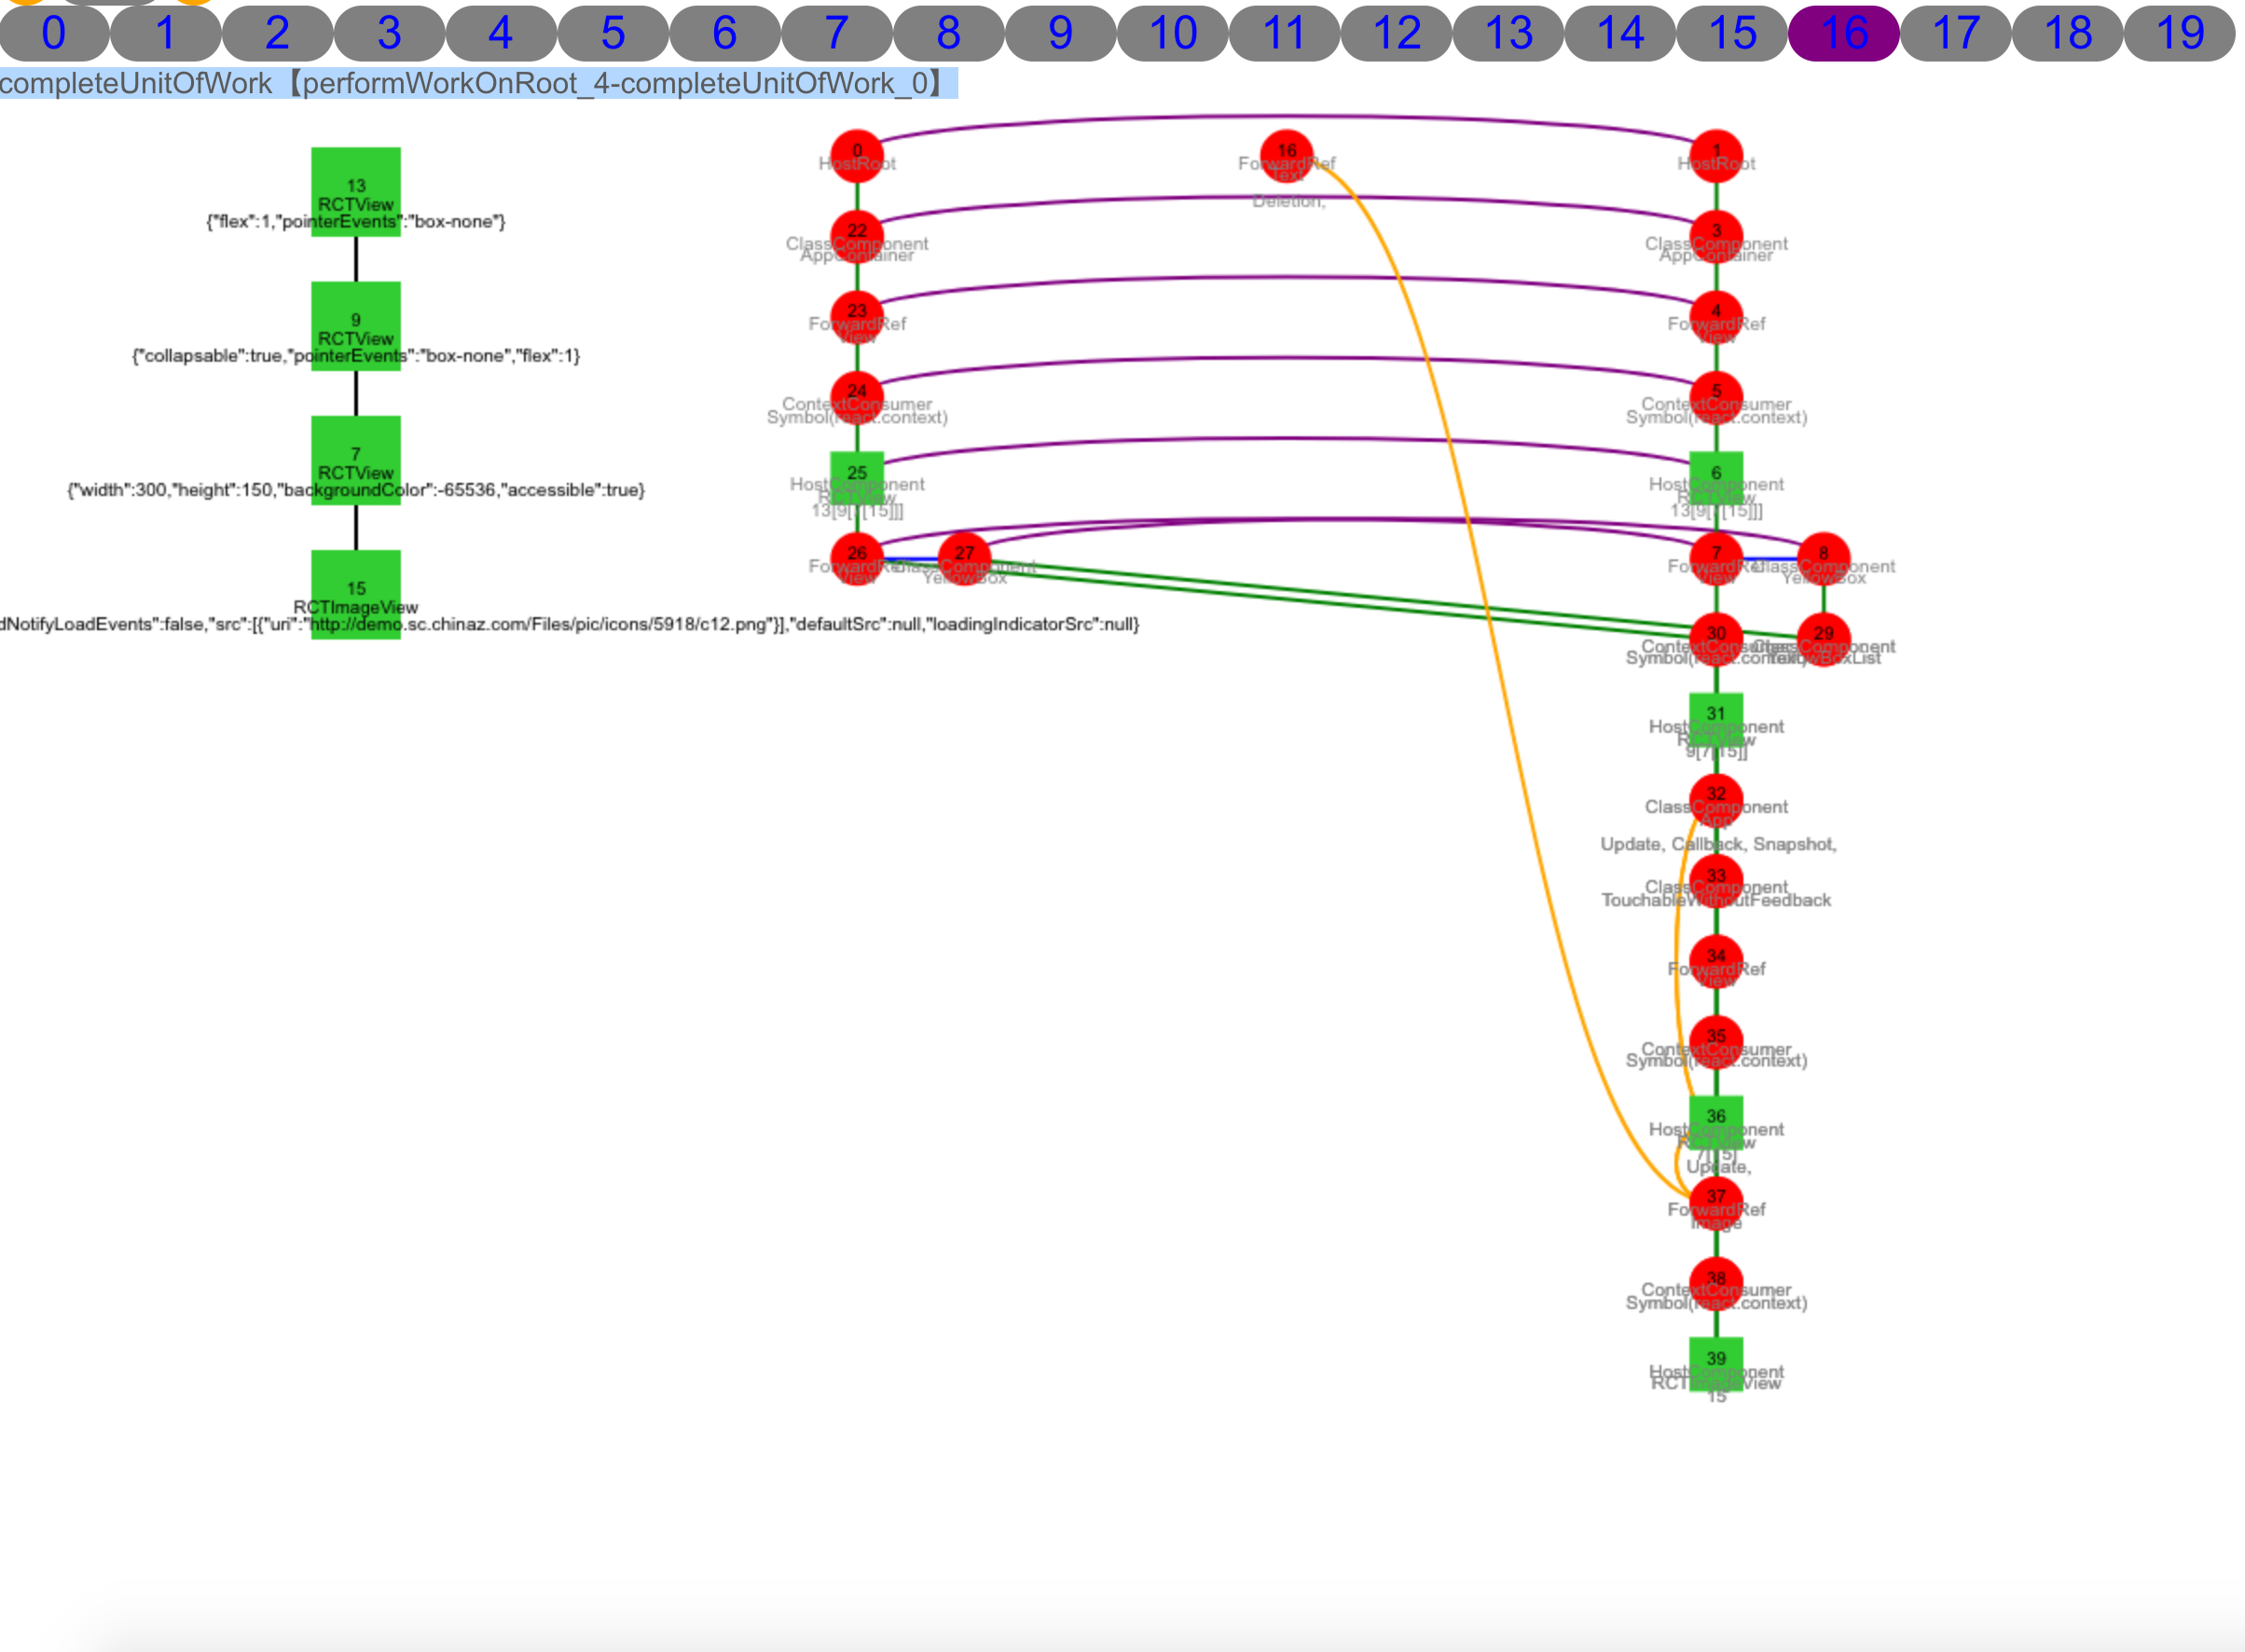 0 1 2 3 4 5 6 7 8 9 10 11 12 13 14 15 16 17 18 19
completeUnitOfWork【performWorkOnRoot_4-completeUnitOfWork_0】
13
RCTView
{"flex":1,"pointerEvents":"box-none"}
9
RCTView
{"collapsable":true,"pointerEvents":"box-none","flex":1}
7
RCTView
{"width":300,"height":150,"backgroundColor":-65536,"accessible":true}
15
RCTImageView
dNotifyLoadEvents":false,"src":[{"uri":"http://demo.sc.chinaz.com/Files/pic/icons/5918/c12.png"}],"defaultSrc":null,"loadingIndicatorSrc":null}
0
HostRoot
22
ClassComponent
AppContainer
23
ForwardRef
View
24
ContextConsumer
Symbol(react.context)
25
HostComponent
RCTView
13[9[7[15]]]
26
ForwardRef
View
27
ClassComponent
YellowBox
16
ForwardRef
Text
Deletion,
1
HostRoot
3
ClassComponent
AppContainer
4
ForwardRef
View
5
ContextConsumer
Symbol(react.context)
6
HostComponent
RCTView
13[9[7[15]]]
7
ForwardRef
View
8
ClassComponent
YellowBox
30
ContextConsumer
Symbol(react.context)
29
ClassComponent
YellowBoxList
31
HostComponent
RCTView
9[7[15]]
32
ClassComponent
App
Update, Callback, Snapshot,
33
ClassComponent
TouchableWithoutFeedback
34
ForwardRef
View
35
ContextConsumer
Symbol(react.context)
36
HostComponent
RCTView
7[15]
Update,
37
ForwardRef
Image
38
ContextConsumer
Symbol(react.context)
39
HostComponent
RCTImageView
15